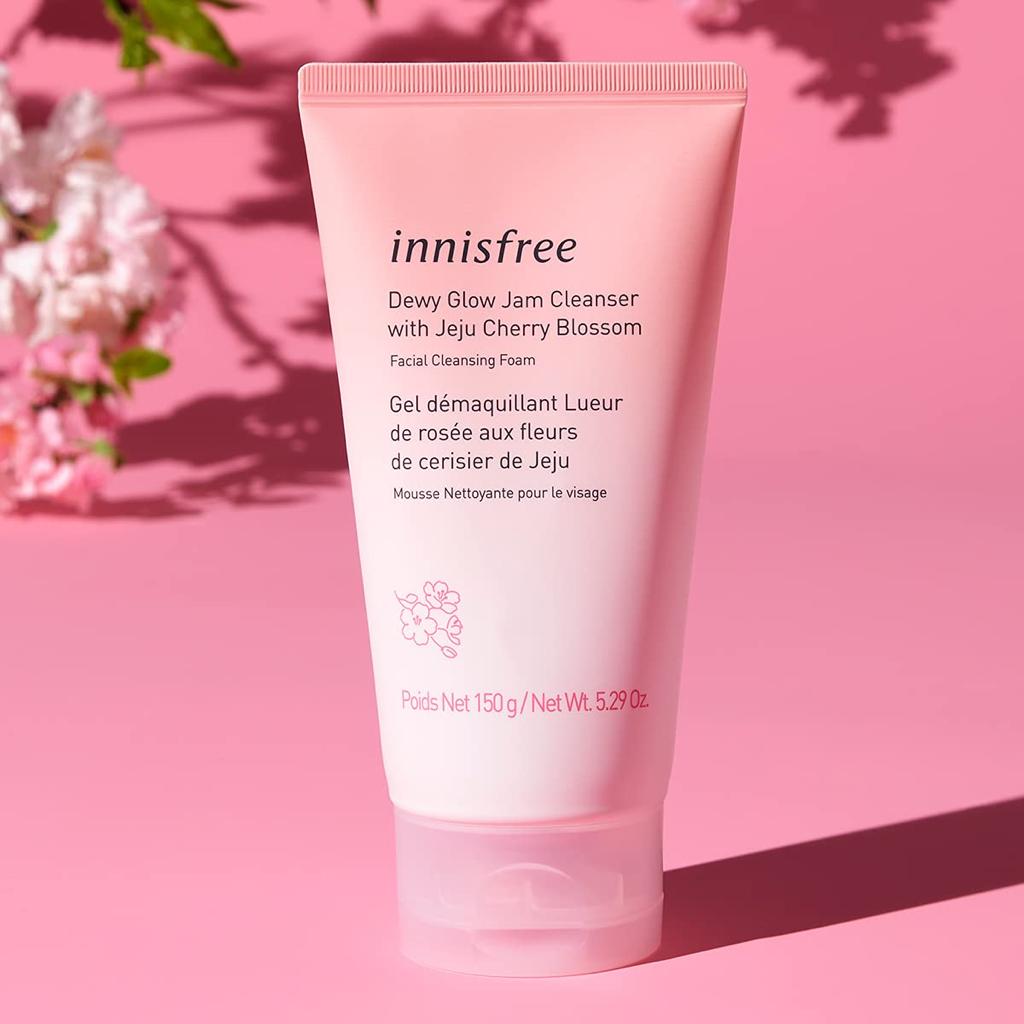 innisfree
Dewy Glow Jam Cleanser
with Jeju Cherry Blossom
Facial Cleansing Foam
Gel démaquillant Lueur
de rosée aux fleurs
de cerisier de Jeju
Mousse Nettoyante pour le visage
Poids Net 150 g / Net Wt. 5.29 Oz.